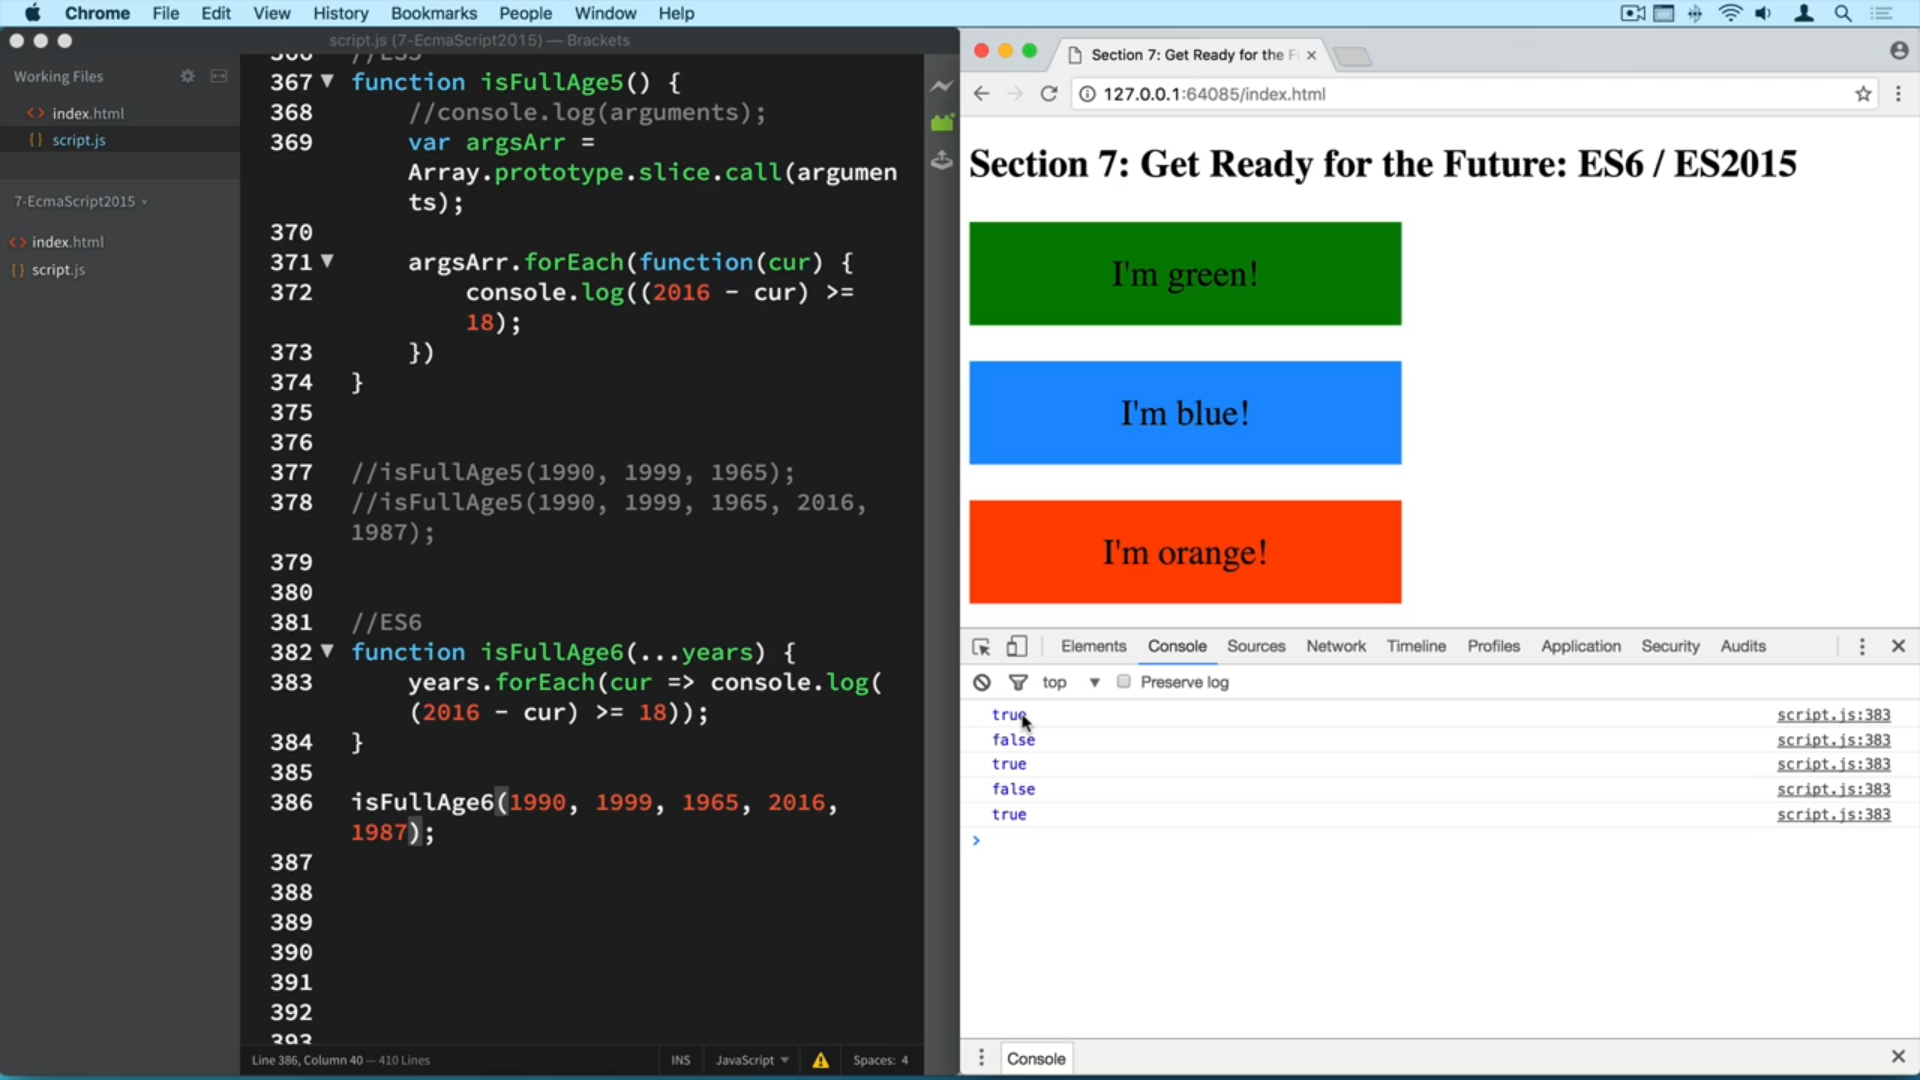 Chrome File Edit View History Bookmarks People Window Help
script.js (7-EcmaScript2015) — Brackets
Working Files
<> index.html
{} script.js
7-EcmaScript2015
<> index.html
{} script.js
366 //ES5
367 function isFullAge5() {
368 //console.log(arguments);
369 var argsArr =
Array.prototype.slice.call(argumen
ts);
370
371 argsArr.forEach(function(cur) {
372 console.log((2016 - cur) >=
18);
373 })
374 }
375
376
377 //isFullAge5(1990, 1999, 1965);
378 //isFullAge5(1990, 1999, 1965, 2016,
1987);
379
380
381 //ES6
382 function isFullAge6(...years) {
383 years.forEach(cur => console.log(
(2016 - cur) >= 18));
384 }
385
386 isFullAge6(1990, 1999, 1965, 2016,
1987);
387
388
389
390
391
392
393
Line 386, Column 40 — 410 Lines INS JavaScript Spaces: 4
Section 7: Get Ready for the F
127.0.0.1:64085/index.html
Section 7: Get Ready for the Future: ES6 / ES2015
I'm green!
I'm blue!
I'm orange!
Elements Console Sources Network Timeline Profiles Application Security Audits
top Preserve log
true script.js:383
false script.js:383
true script.js:383
false script.js:383
true script.js:383
>
Console